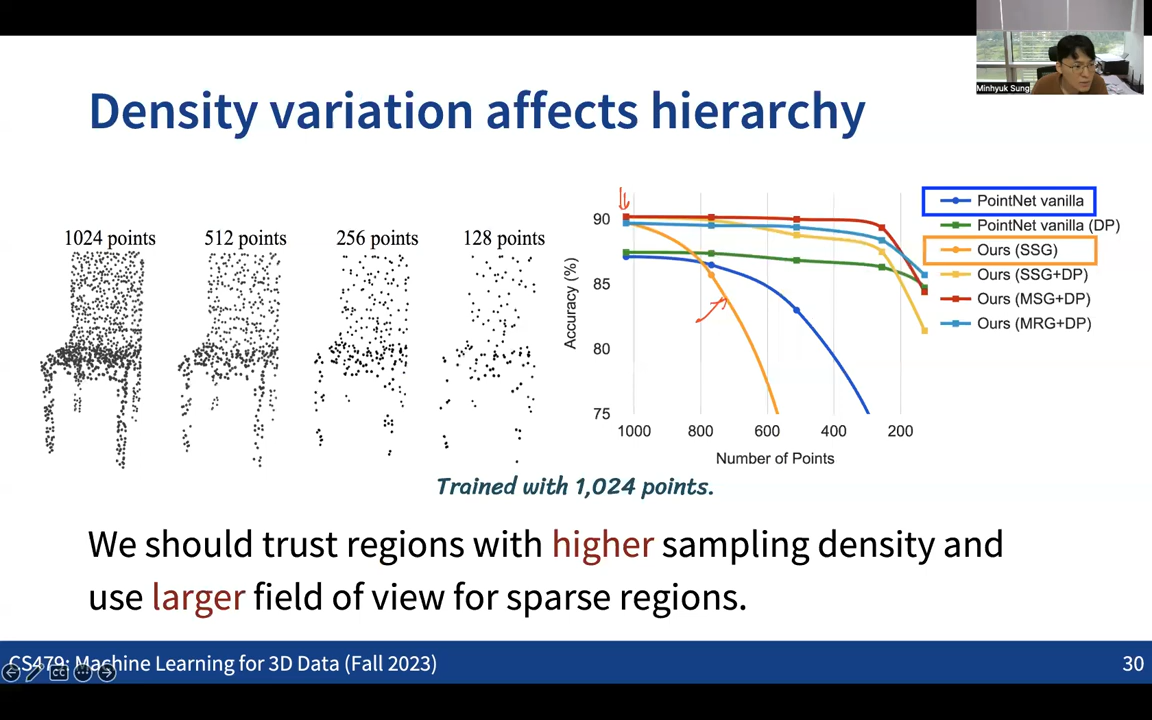 Minhyuk Sung
Density variation affects hierarchy
1024 points
512 points
256 points
128 points
90
85
80
75
Accuracy (%)
1000
800
600
400
200
Number of Points
PointNet vanilla
PointNet vanilla (DP)
Ours (SSG)
Ours (SSG+DP)
Ours (MSG+DP)
Ours (MRG+DP)
Trained with 1,024 points.
We should trust regions with higher sampling density and
use larger field of view for sparse regions.
CS479: Machine Learning for 3D Data (Fall 2023)
30